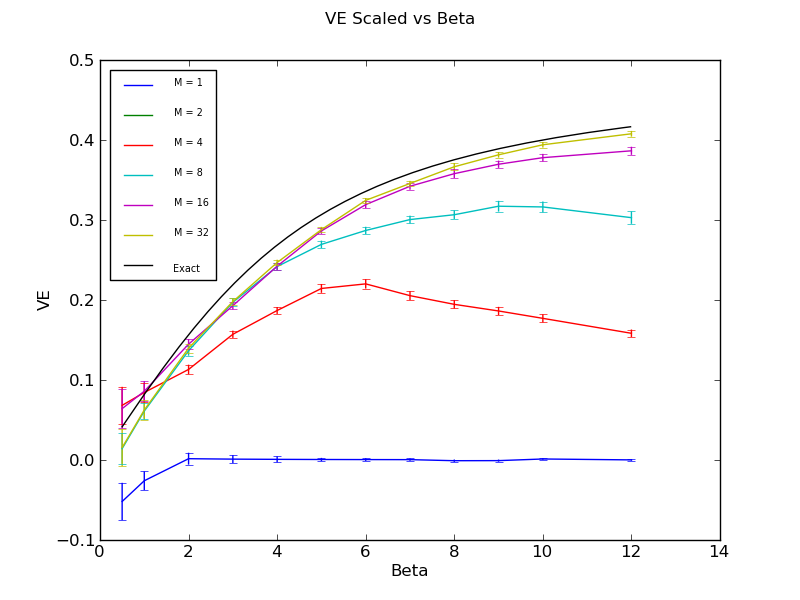 VE Scaled vs Beta
0.5
0.4
0.3
0.2
0.1
0.0
−0.1
VE
M = 1
M = 2
M = 4
M = 8
M = 16
M = 32
Exact
0 2 4 6 8 10 12 14
Beta